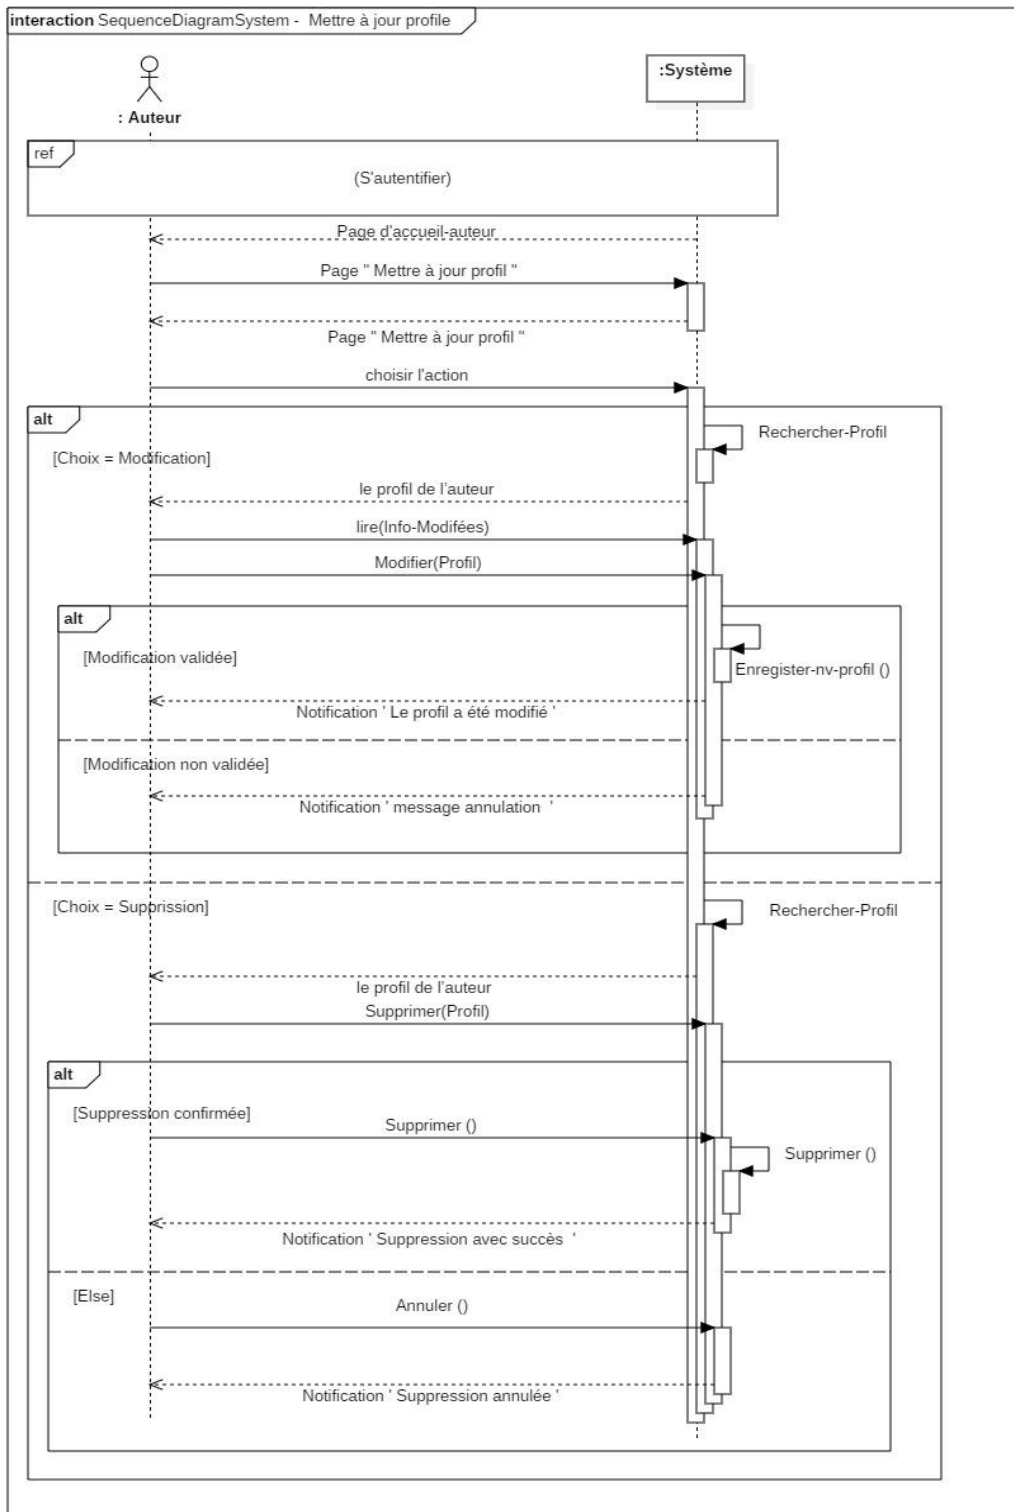 interaction SequenceDiagramSystem - Mettre à jour profile
: Auteur
:Système
ref
(S'autentifier)
Page d'accueil-auteur
Page " Mettre à jour profil "
Page " Mettre à jour profil "
choisir l'action
alt
Rechercher-Profil
[Choix = Modification]
le profil de l'auteur
lire(Info-Modifées)
Modifier(Profil)
alt
[Modification validée]
Enregister-nv-profil ()
Notification ' Le profil a été modifié '
[Modification non validée]
Notification ' message annulation '
[Choix = Supprission]
Rechercher-Profil
le profil de l'auteur
Supprimer(Profil)
alt
[Suppression confirmée]
Supprimer ()
Supprimer ()
Notification ' Suppression avec succès '
[Else]
Annuler ()
Notification ' Suppression annulée '